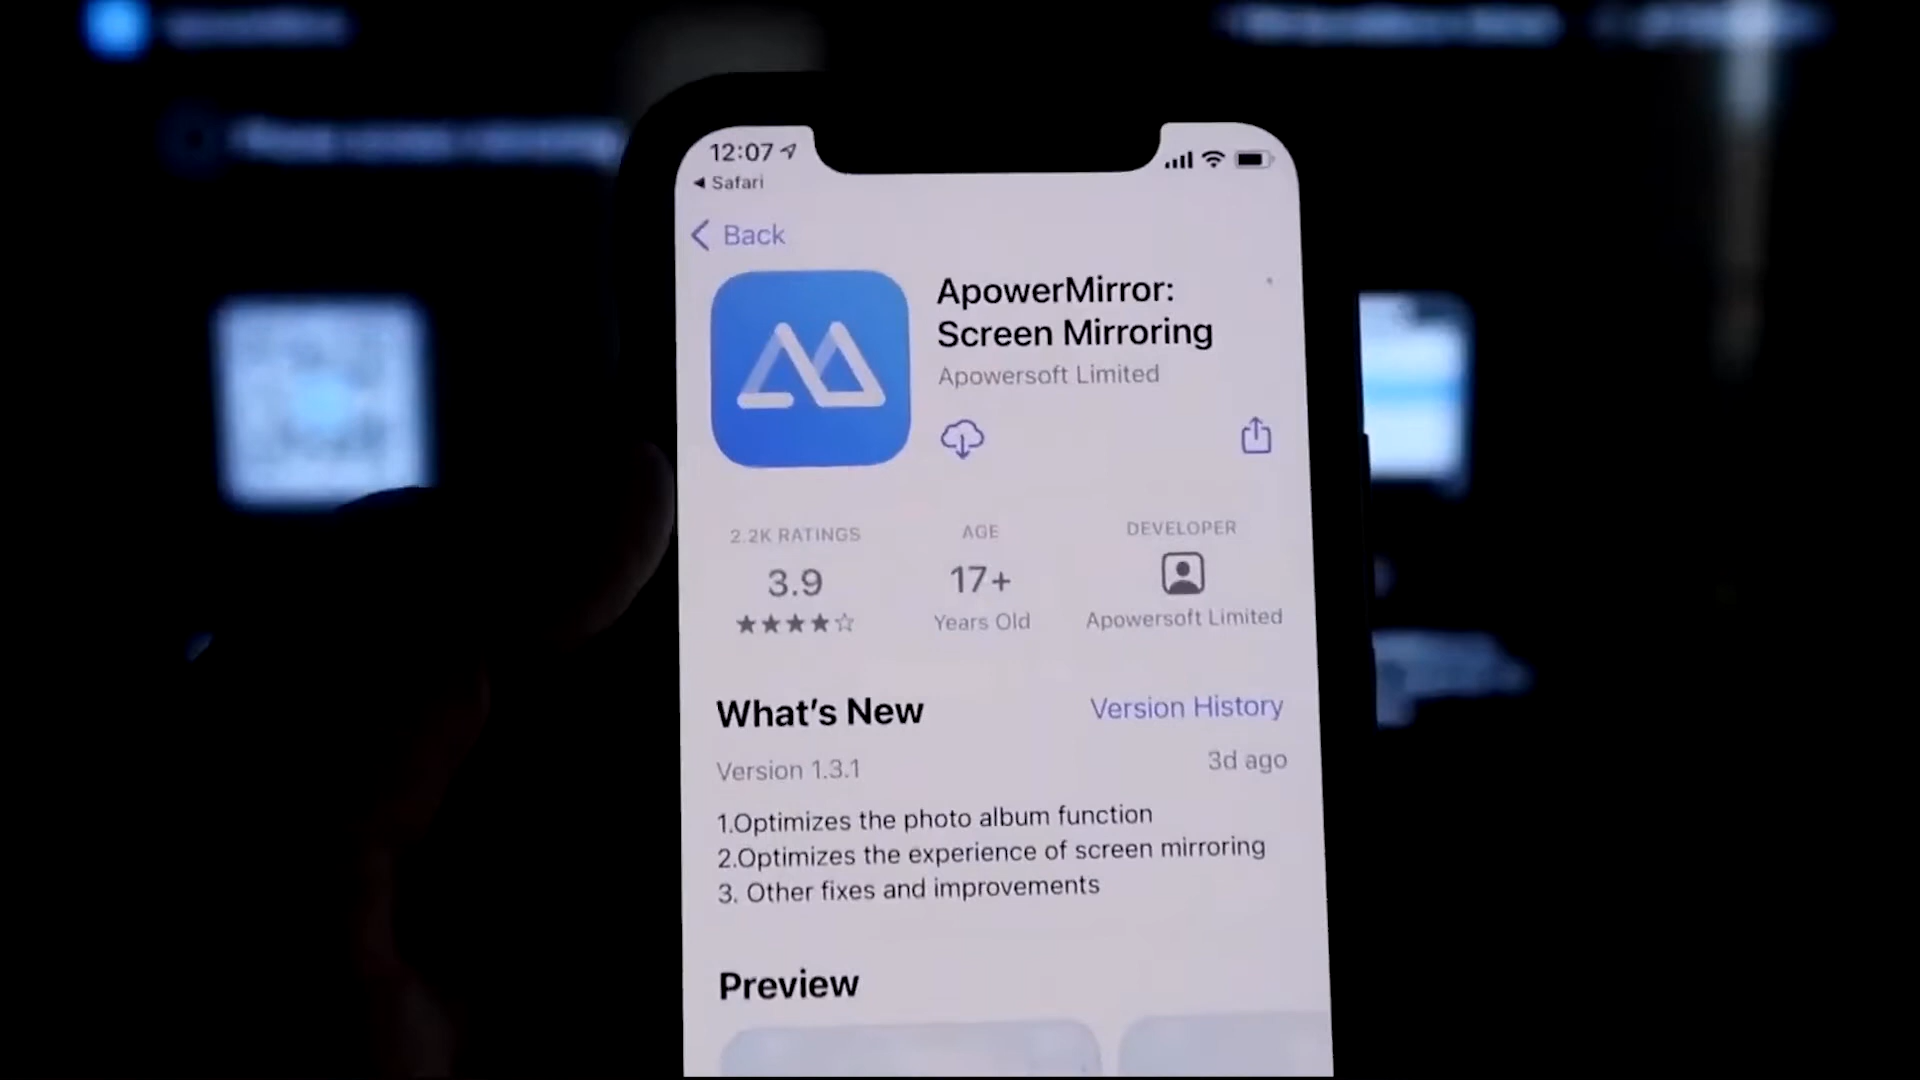 12:07
Safari
Back
ApowerMirror:
Screen Mirroring
Apowersoft Limited
2.2K RATINGS
AGE
DEVELOPER
3.9
17+
Years Old
Apowersoft Limited
What's New
Version History
Version 1.3.1
3d ago
1.Optimizes the photo album function
2.Optimizes the experience of screen mirroring
3. Other fixes and improvements
Preview